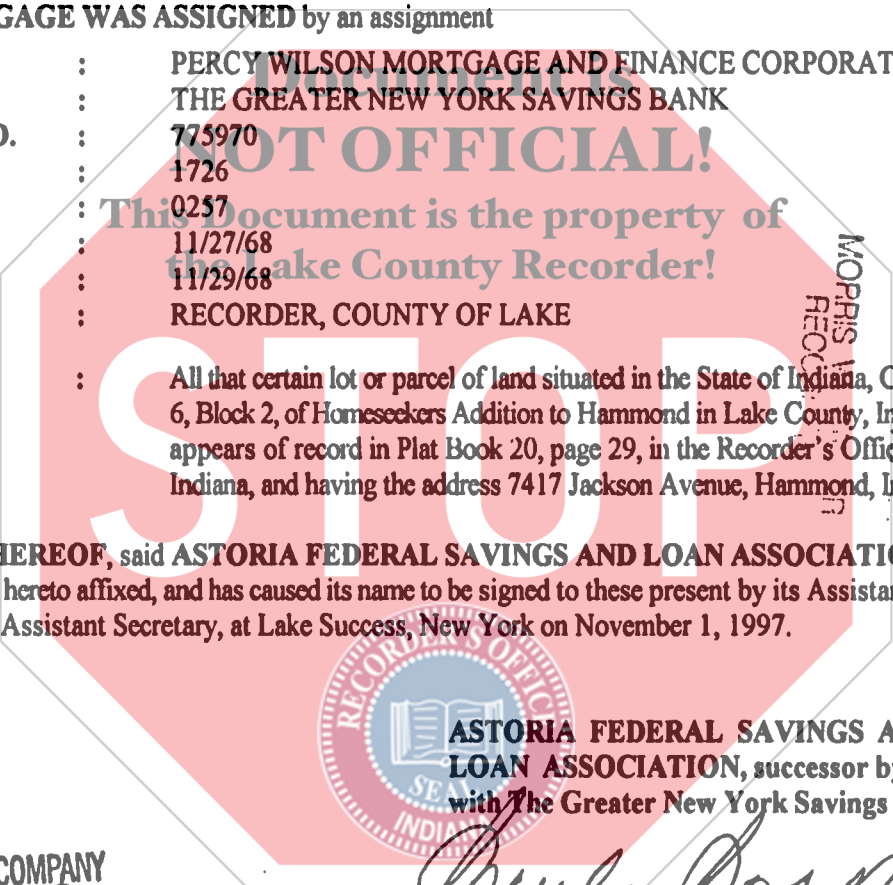 GAGE WAS ASSIGNED by an assignment
: PERCY WILSON MORTGAGE AND FINANCE CORPORAT
Document is
: THE GREATER NEW YORK SAVINGS BANK
O. : 775970
NOT OFFICIAL!
: 1726
: 0257
This Document is the property of
: 11/27/68
the Lake County Recorder!
: 11/29/68
: RECORDER, COUNTY OF LAKE
MORRIS
STOP
: All that certain lot or parcel of land situated in the State of Indiana, C
6, Block 2, of Homeseekers Addition to Hammond in Lake County, In
appears of record in Plat Book 20, page 29, in the Recorder's Offic
Indiana, and having the address 7417 Jackson Avenue, Hammond, I
HEREOF, said ASTORIA FEDERAL SAVINGS AND LOAN ASSOCIATI
hereto affixed, and has caused its name to be signed to these present by its Assista
Assistant Secretary, at Lake Success, New York on November 1, 1997.
RECORDER'S OFFICE
SEAL
INDIANA
ASTORIA FEDERAL SAVINGS A
LOAN ASSOCIATION, successor b
with The Greater New York Savings
COMPANY